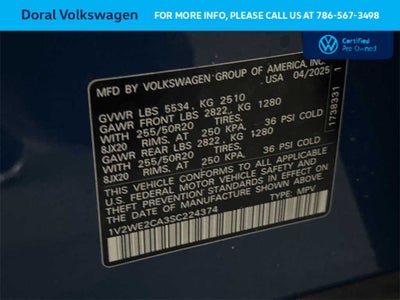 Doral Volkswagen
FOR MORE INFORMATION, CALL US AT 786-567-3498
Certified
Pre-Owned
MFD BY VOLKSWAGEN GROUP OF AMERICA, INC.
USA 04/2025
GVWR LBS 5534, KG 2510
GAWR FRONT LBS 2822, KG 1280
WITH 255/50R20 TIRES,
8JX20 RIMS, AT 250 KPA. 36 PSI COLD
GAWR REAR LBS 2822, KG 1280
WITH 255/50R20 TIRES,
8JX20 RIMS, AT 250 KPA. 36 PSI COLD
THIS VEHICLE CONFORMS TO ALL APPLICABLE
U.S. FEDERAL MOTOR VEHICLE SAFETY AND
THEFT PREVENTION STANDARDS IN EFFECT
ON THE DATE OF MANUFACTURE SHOWN ABOVE.
1V2WE2CA3SC224374 TYPE: MPV
1736331 1